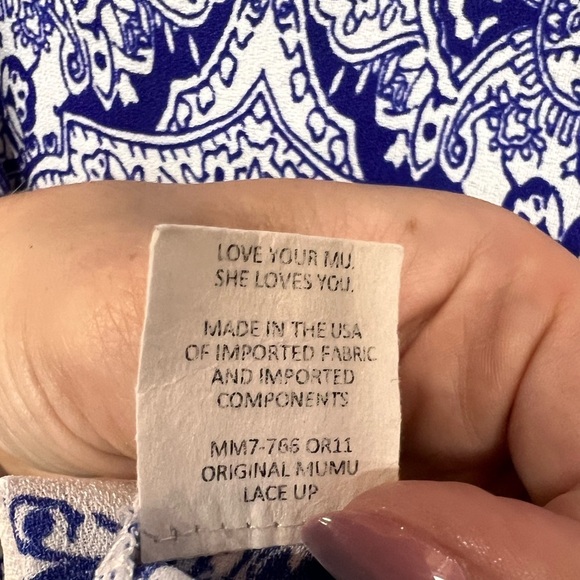 LOVE YOUR MU.
SHE LOVES YOU.
MADE IN THE USA
OF IMPORTED FABRIC
AND IMPORTED
COMPONENTS
MM7-766 OR11
ORIGINAL MUMU
LACE UP